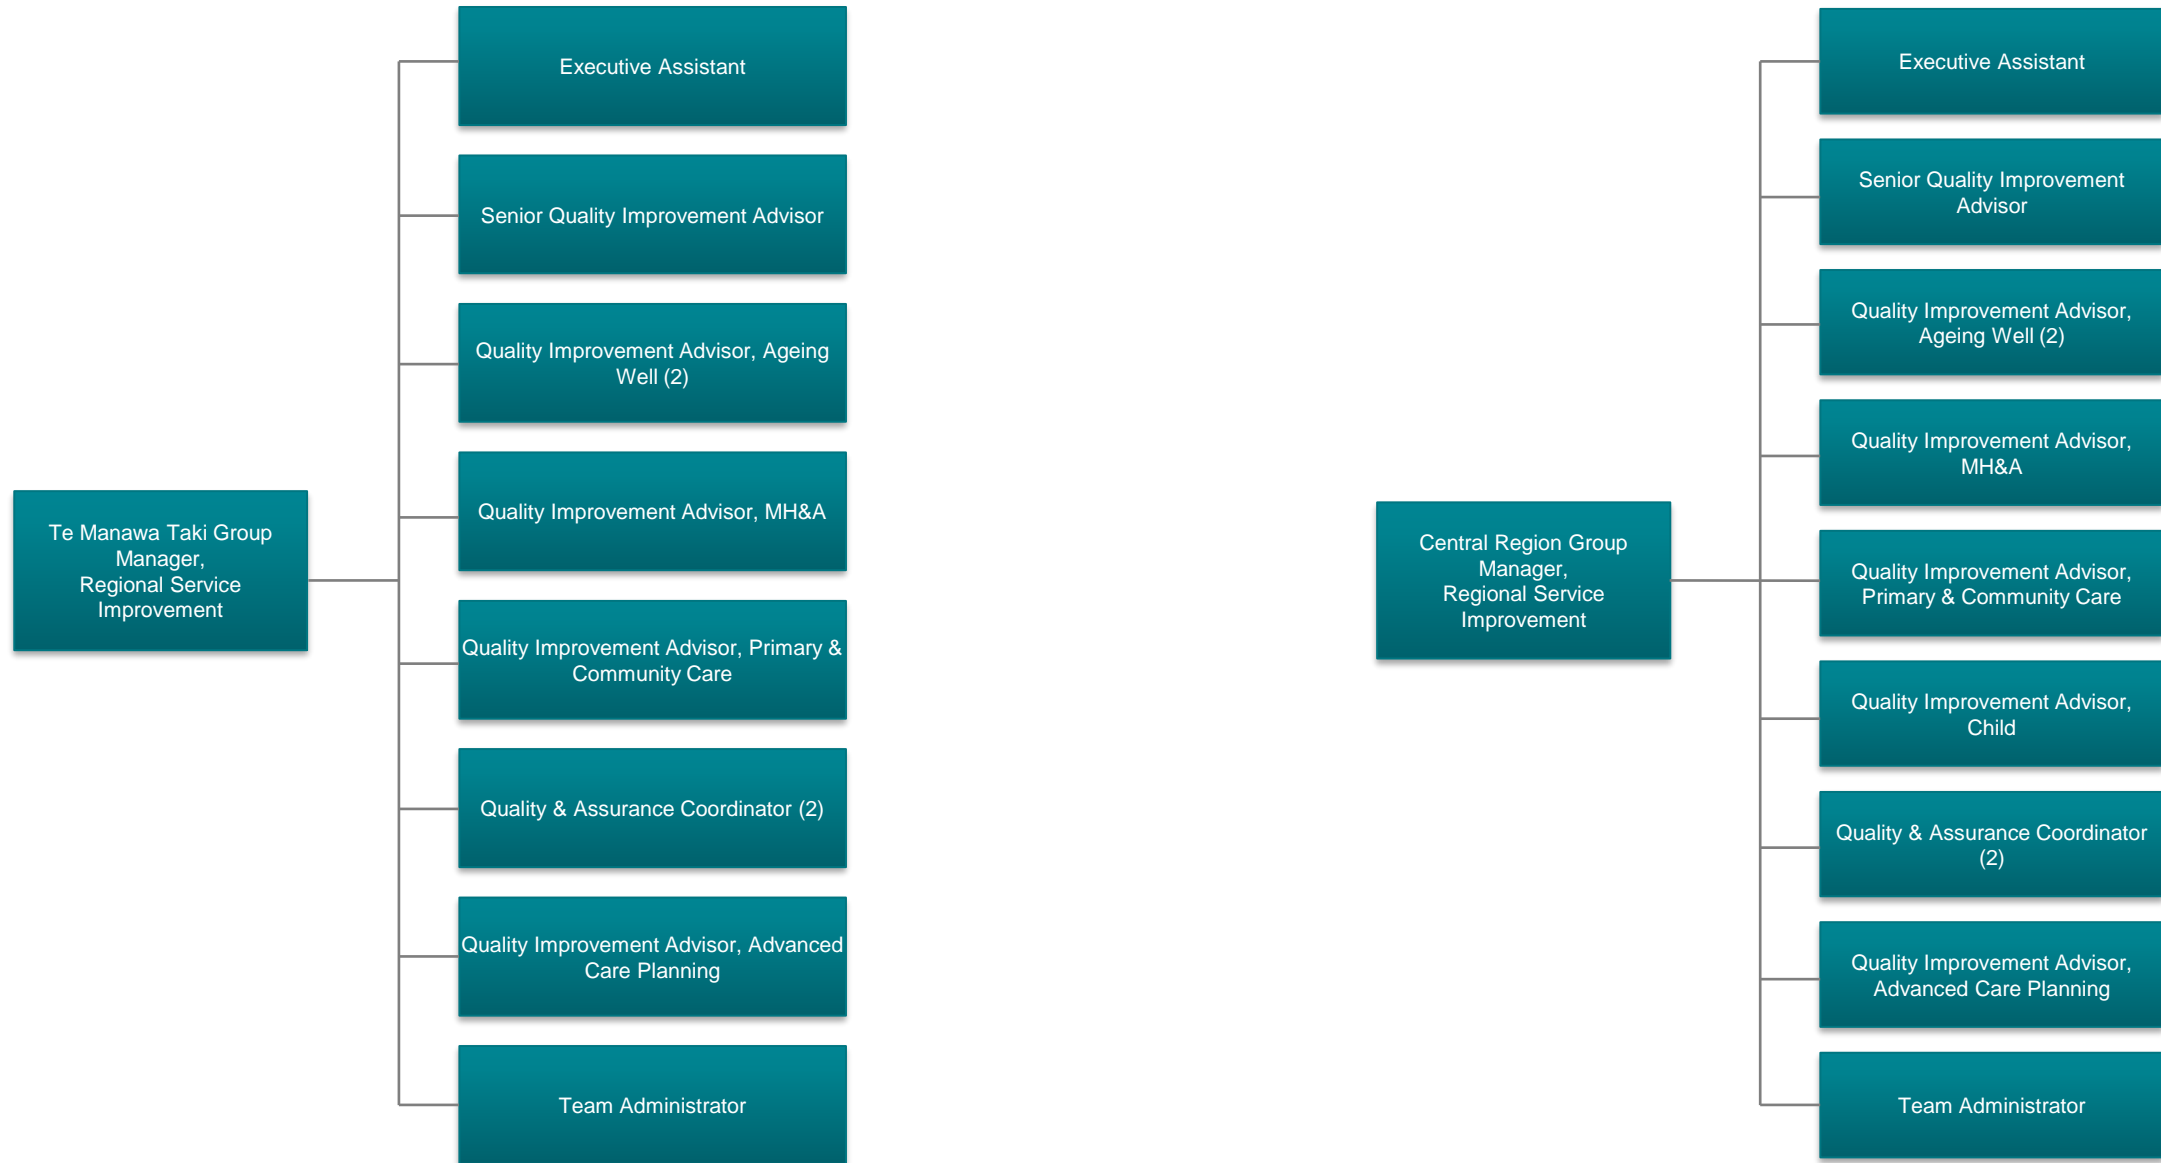 Te Manawa Taki Group
Manager,
Regional Service
Improvement
Executive Assistant
Senior Quality Improvement Advisor
Quality Improvement Advisor, Ageing
Well (2)
Quality Improvement Advisor, MH&A
Quality Improvement Advisor, Primary &
Community Care
Quality & Assurance Coordinator (2)
Quality Improvement Advisor, Advanced
Care Planning
Team Administrator
Central Region Group
Manager,
Regional Service
Improvement
Executive Assistant
Senior Quality Improvement
Advisor
Quality Improvement Advisor,
Ageing Well (2)
Quality Improvement Advisor,
MH&A
Quality Improvement Advisor,
Primary & Community Care
Quality Improvement Advisor,
Child
Quality & Assurance Coordinator
(2)
Quality Improvement Advisor,
Advanced Care Planning
Team Administrator